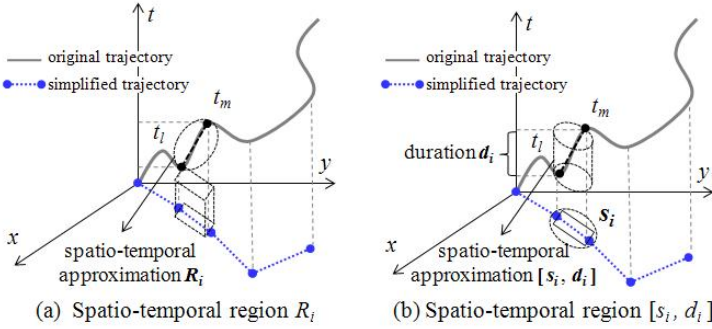 t
original trajectory
simplified trajectory
t_m
t_l
y
x
spatio-temporal
approximation R_i
(a) Spatio-temporal region R_i
t
original trajectory
simplified trajectory
t_m
t_l
duration d_i
y
s_i
x
spatio-temporal
approximation [s_i, d_i]
(b) Spatio-temporal region [s_i, d_i]